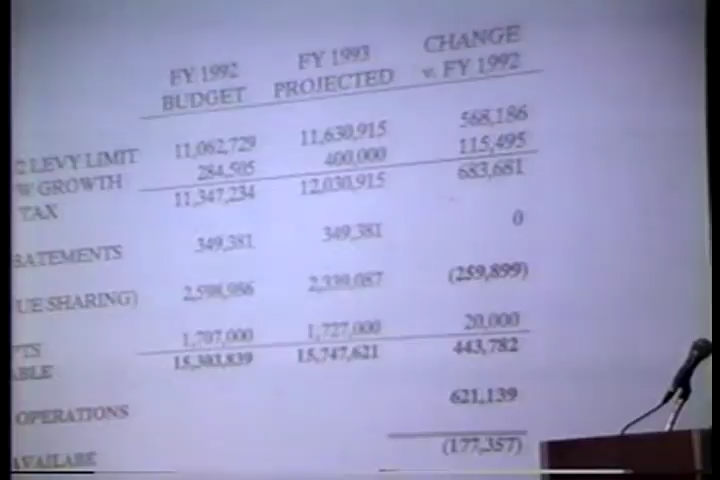 CHANGE
FY 1992 FY 1993 v. FY 1992
BUDGET PROJECTED
2 LEVY LIMIT 11,062,729 11,630,915 568,186
W GROWTH 284,505 400,000 115,495
TAX 11,347,234 12,030,915 683,681
BATEMENTS 349,381 349,381 0
UE SHARING) 2,598,986 2,339,087 (259,899)
PTS 1,707,000 1,727,000 20,000
ABLE 15,303,839 15,747,621 443,782
OPERATIONS 621,139
AVAILABE (177,357)